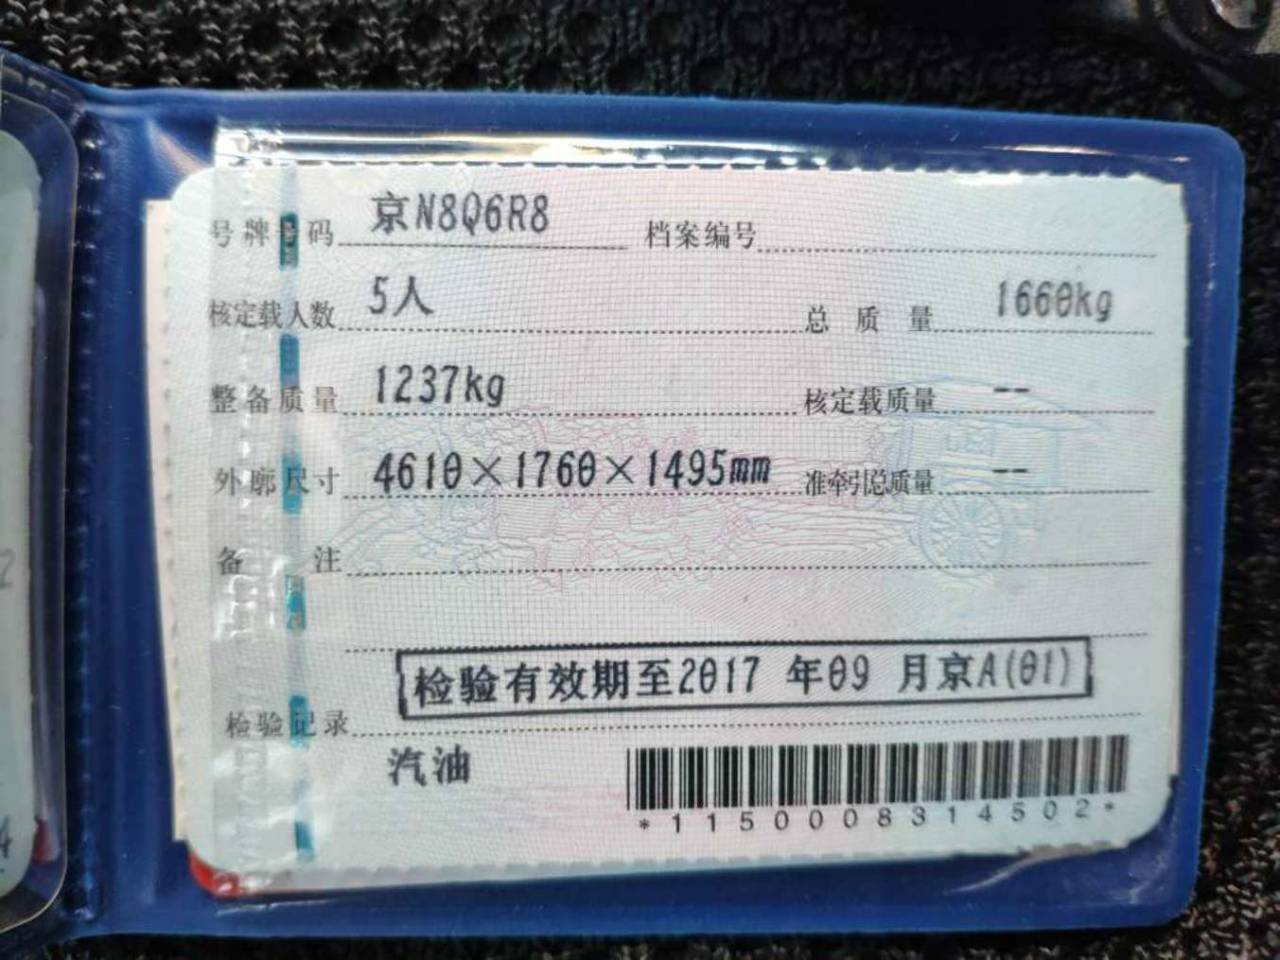 号牌号码 京N8Q6R8 档案编号
核定载人数 5人 总质量 1660kg
整备质量 1237kg 核定载质量 --
外廓尺寸 4610×1760×1495mm 准牵引总质量 --
备注
检验有效期至2017 年09 月京A(01)
检验记录
汽油
*1150008314502*